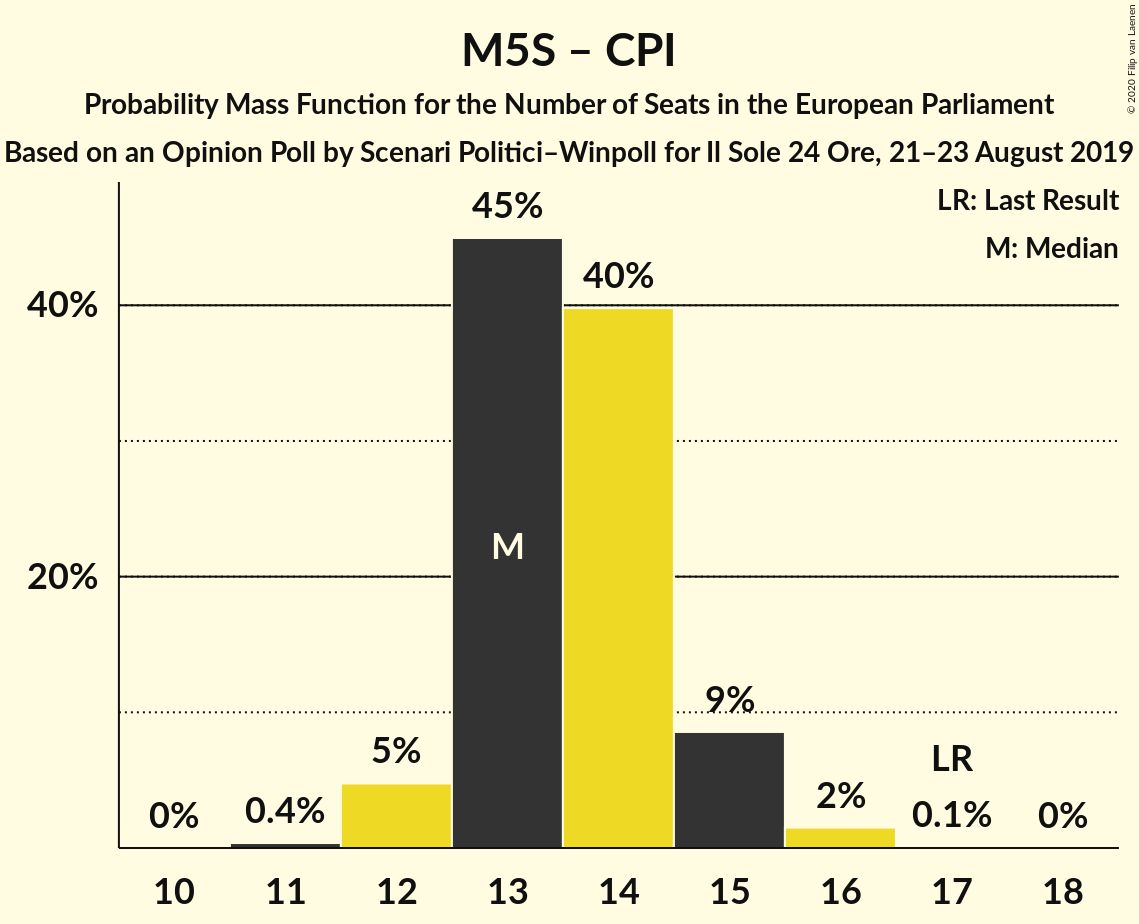 M5S – CPI
Probability Mass Function for the Number of Seats in the European Parliament
Based on an Opinion Poll by Scenari Politici–Winpoll for Il Sole 24 Ore, 21–23 August 2019
© 2020 Filip van Laenen
LR: Last Result
M: Median
45%
40%
40%
M
20%
9%
5%
LR
0%
0.4%
2%
0.1%
0%
10 11 12 13 14 15 16 17 18